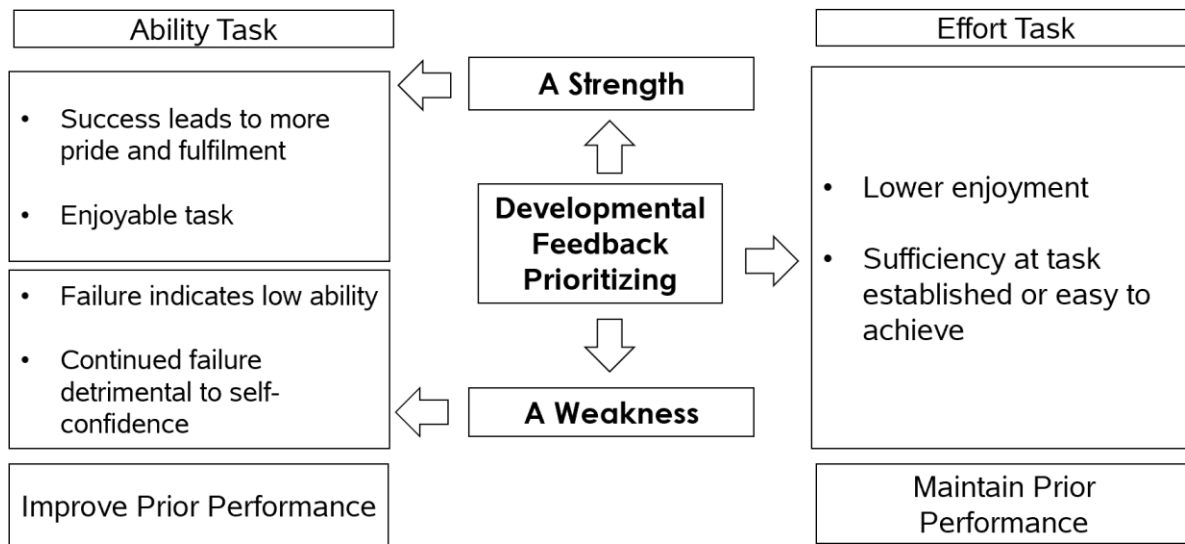 Ability Task
• Success leads to more
pride and fulfilment
• Enjoyable task
• Failure indicates low ability
• Continued failure
detrimental to self-
confidence
Improve Prior Performance
A Strength
Developmental
Feedback
Prioritizing
A Weakness
Effort Task
• Lower enjoyment
• Sufficiency at task
established or easy to
achieve
Maintain Prior
Performance